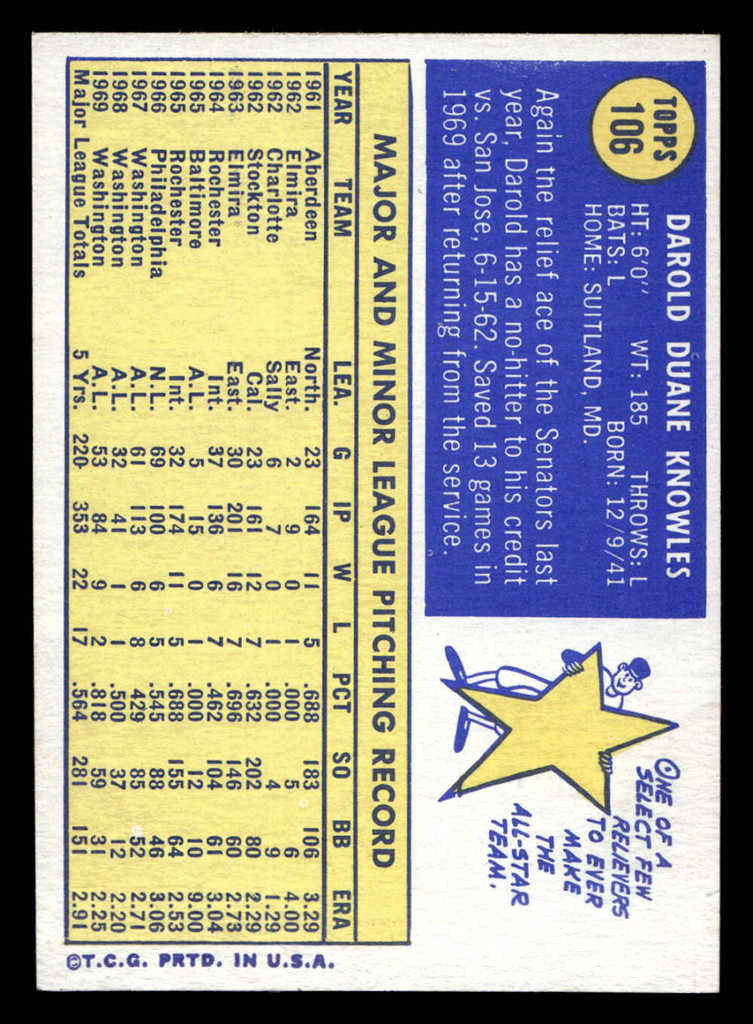 TOPPS
106
DAROLD DUANE KNOWLES
HT: 6'0" WT: 185 THROWS: L
BATS: L BORN: 12/9/41
HOME: SUITLAND, MD.
Again the relief ace of the Senators last
year, Darold has a no-hitter to his credit
vs. San Jose, 6-15-62. Saved 13 games in
1969 after returning from the service.
ONE OF A
SELECT FEW
RELIEVERS
TO EVER
MAKE
THE
ALL-STAR
TEAM.
MAJOR AND MINOR LEAGUE PITCHING RECORD
YEAR TEAM LEA. G IP W L PCT SO BB ERA
1961 Aberdeen North. 23 164 11 5 .688 183 106 3.29
1962 Elmira East. 2 9 0 1 .000 5 6 4.00
1962 Charlotte Sally 6 7 0 1 .000 4 9 1.29
1962 Stockton Cal. 23 161 12 7 .632 202 80 2.29
1963 Elmira East. 30 201 16 7 .696 146 60 2.73
1964 Rochester Int. 37 136 6 7 .462 104 61 3.04
1965 Baltimore A.L. 5 15 0 1 .000 12 10 9.00
1965 Rochester Int. 32 174 11 5 .688 155 64 2.53
1966 Philadelphia N.L. 69 100 6 5 .545 88 46 3.06
1967 Washington A.L. 61 113 6 8 .429 85 52 2.71
1968 Washington A.L. 32 41 1 1 .500 37 12 2.20
1969 Washington A.L. 53 84 9 2 .818 59 31 2.25
Major League Totals 5 Yrs. 220 353 22 17 .564 281 151 2.91
©T.C.G. PRTD. IN U.S.A.